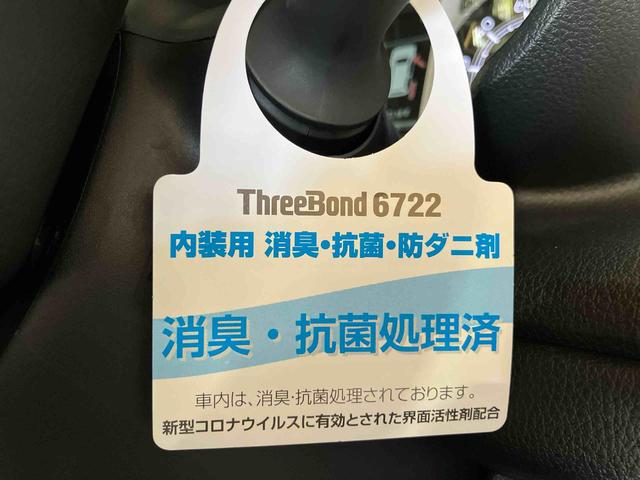 ThreeBond 6722
内装用 消臭・抗菌・防ダニ剤
消臭・抗菌処理済
車内は、消臭・抗菌処理されております。
新型コロナウイルスに有効とされた界面活性剤配合